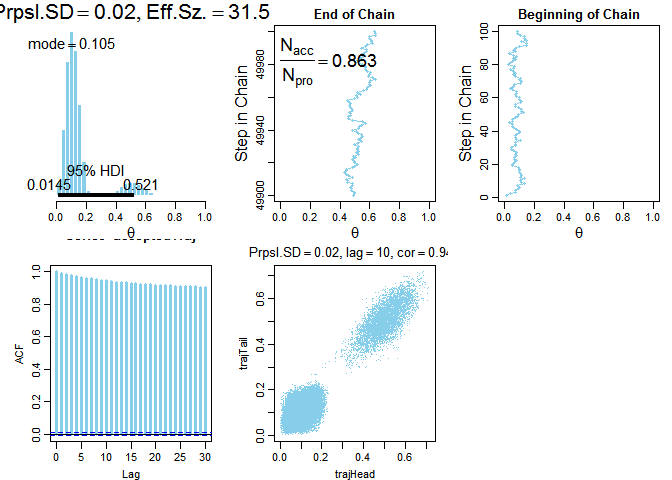 Prpsl.SD = 0.02, Eff.Sz. = 31.5
mode = 0.105
95% HDI
0.0145
0.521
0.0 0.2 0.4 0.6 0.8 1.0
θ
End of Chain
Nacc
Npro
= 0.863
Step in Chain
49900 49940 49980
0.0 0.2 0.4 0.6 0.8 1.0
θ
Beginning of Chain
Step in Chain
0 20 40 60 80 100
0.0 0.2 0.4 0.6 0.8 1.0
θ
ACF
0.0 0.2 0.4 0.6 0.8 1.0
0 5 10 15 20 25 30
Lag
Prpsl.SD = 0.02, lag = 10, cor = 0.9
trajTail
0.0 0.2 0.4 0.6
0.0 0.2 0.4 0.6
trajHead